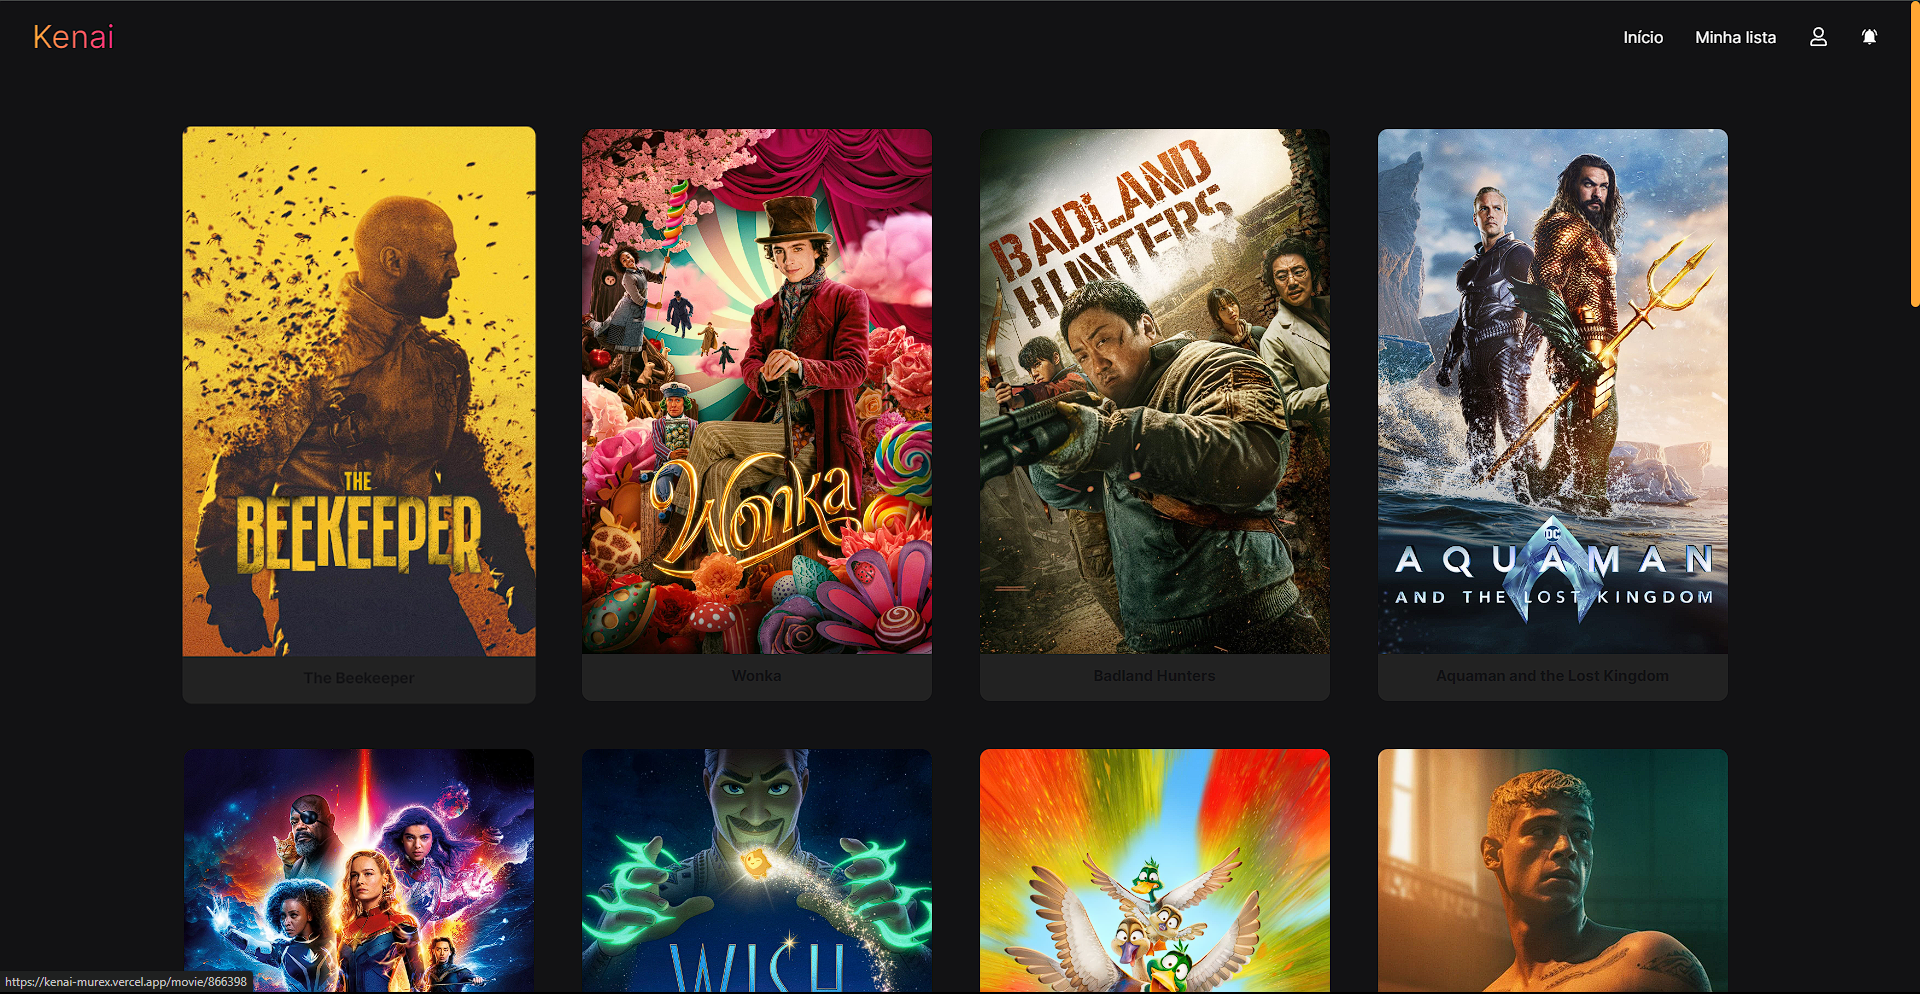 Kenai
Início
Minha lista
THE
BEEKEEPER
Wonka
BADLAND
HUNTERS
DC
AQUAMAN
AND THE LOST KINGDOM
The Beekeeper
Wonka
Badland Hunters
Aquaman and the Lost Kingdom
WISH
https://kenai-murex.vercel.app/movie/866398